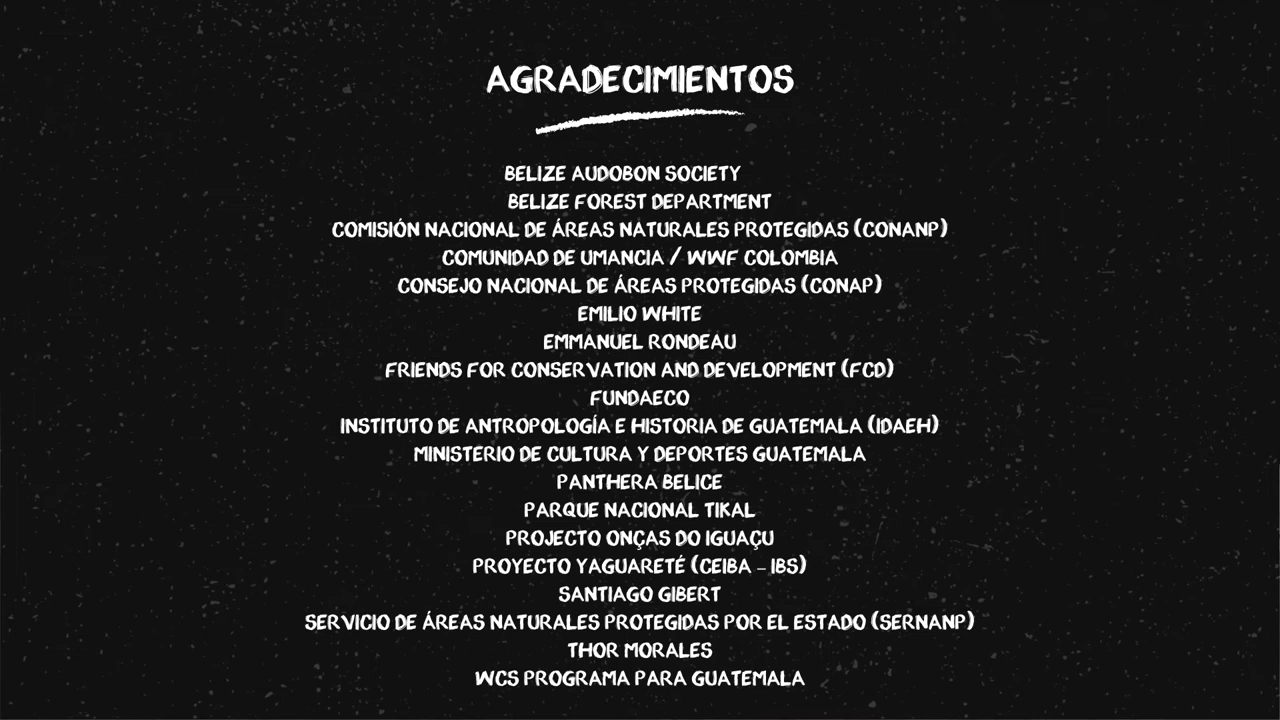 AGRADECIMIENTOS
BELIZE AUDOBON SOCIETY
BELIZE FOREST DEPARTMENT
COMISIÓN NACIONAL DE ÁREAS NATURALES PROTEGIDAS (CONANP)
COMUNIDAD DE UMANCIA / WWF COLOMBIA
CONSEJO NACIONAL DE ÁREAS PROTEGIDAS (CONAP)
EMILIO WHITE
EMMANUEL RONDEAU
FRIENDS FOR CONSERVATION AND DEVELOPMENT (FCD)
FUNDAECO
INSTITUTO DE ANTROPOLOGÍA E HISTORIA DE GUATEMALA (IDAEH)
MINISTERIO DE CULTURA Y DEPORTES GUATEMALA
PANTHERA BELICE
PARQUE NACIONAL TIKAL
PROJECTO ONÇAS DO IGUAÇU
PROYECTO YAGUARETÉ (CEIBA – IBS)
SANTIAGO GIBERT
SERVICIO DE ÁREAS NATURALES PROTEGIDAS POR EL ESTADO (SERNANP)
THOR MORALES
WCS PROGRAMA PARA GUATEMALA